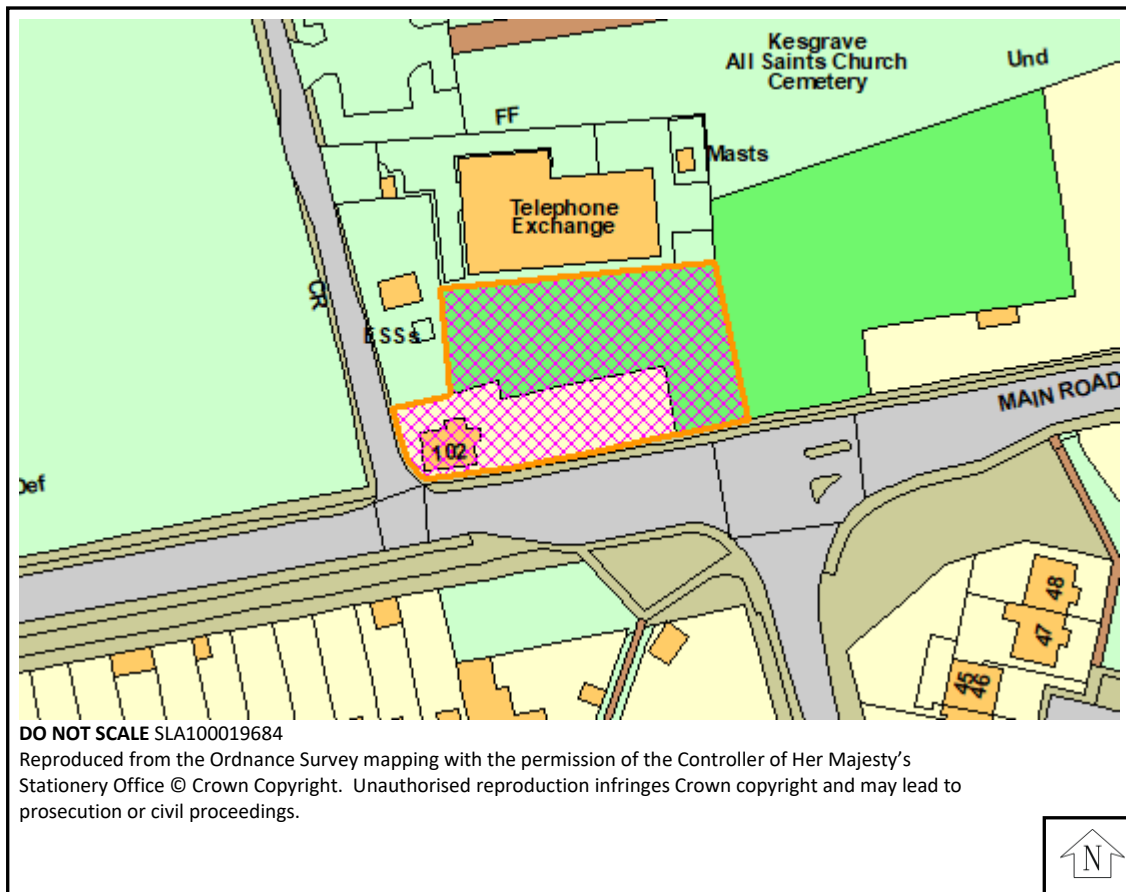 Kesgrave
All Saints Church
Cemetery
Und
FF
Masts
Telephone
Exchange
CR
ESSs
MAIN ROAD
102
Def
48
47
45
46
DO NOT SCALE SLA100019684
Reproduced from the Ordnance Survey mapping with the permission of the Controller of Her Majesty’s
Stationery Office © Crown Copyright. Unauthorised reproduction infringes Crown copyright and may lead to
prosecution or civil proceedings.
N